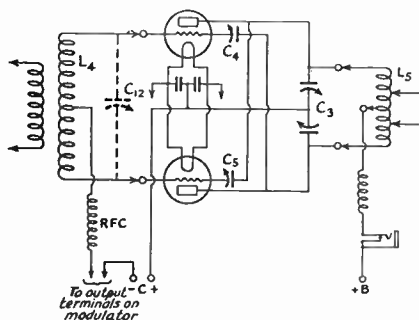 L4
C12
C4
C3
L5
C5
RFC
-C +
+B
To output
terminals on
modulator